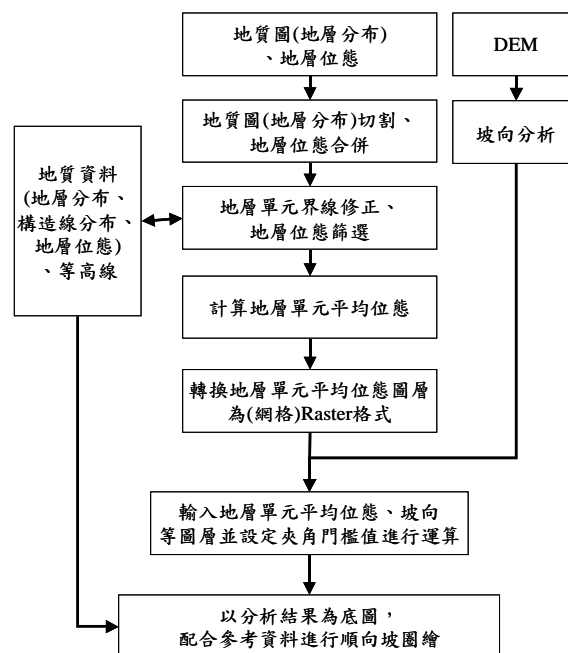 地質圖(地層分布)
、地層位態
DEM
地質圖(地層分布)切割、
地層位態合併
坡向分析
地質資料
(地層分布、
構造線分布、
地層位態)
、等高線
地層單元界線修正、
地層位態篩選
計算地層單元平均位態
轉換地層單元平均位態圖層
為(網格)Raster格式
輸入地層單元平均位態、坡向
等圖層並設定夾角門檻值進行運算
以分析結果為底圖，
配合參考資料進行順向坡圈繪